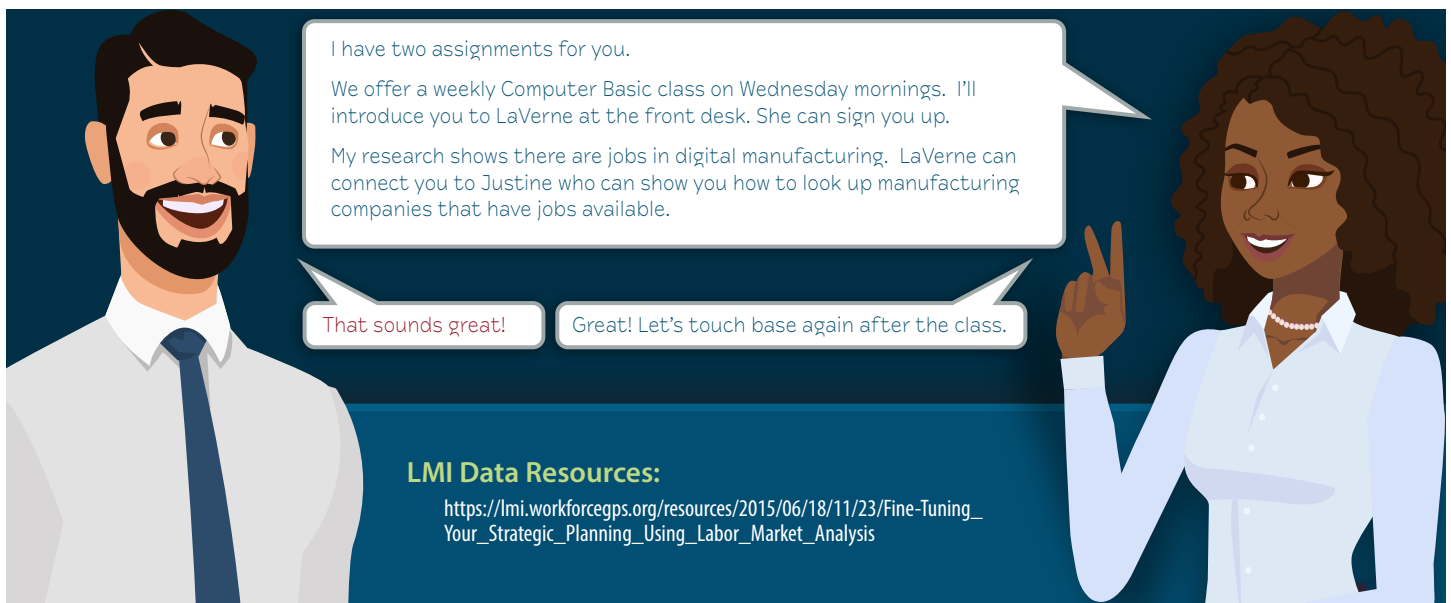 I have two assignments for you.
We offer a weekly Computer Basic class on Wednesday mornings.  I'll
introduce you to LaVerne at the front desk. She can sign you up.
My research shows there are jobs in digital manufacturing.  LaVerne can
connect you to Justine who can show you how to look up manufacturing
companies that have jobs available.
That sounds great!
Great! Let's touch base again after the class.
LMI Data Resources:
https://lmi.workforcegps.org/resources/2015/06/18/11/23/Fine-Tuning_
Your_Strategic_Planning_Using_Labor_Market_Analysis